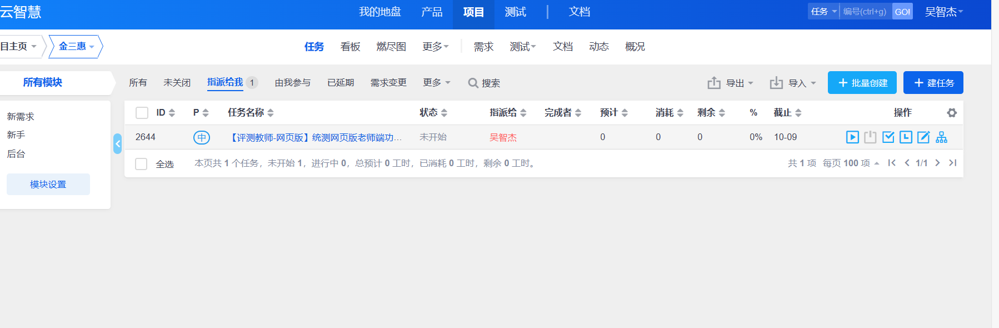 云智慧 我的地盘 产品 项目 测试 文档 任务 编号(ctrl+g) GO! 吴智杰
目主页 金三惠 任务 看板 燃尽图 更多 需求 测试 文档 动态 概况
所有模块 所有 未关闭 指派给我 1 由我参与 已延期 需求变更 更多 搜索 导出 导入 + 批量创建 + 建任务
新需求
新手
后台
模块设置
ID P 任务名称 状态 指派给 完成者 预计 消耗 剩余 % 截止 操作
2644 中 【评测教师-网页版】统测网页版老师端功... 未开始 吴智杰 0 0 0 0% 10-09
全选 本页共 1 个任务，未开始 1，进行中 0，总预计 0 工时，已消耗 0 工时，剩余 0 工时。 共 1 项 每页 100 项 1/1